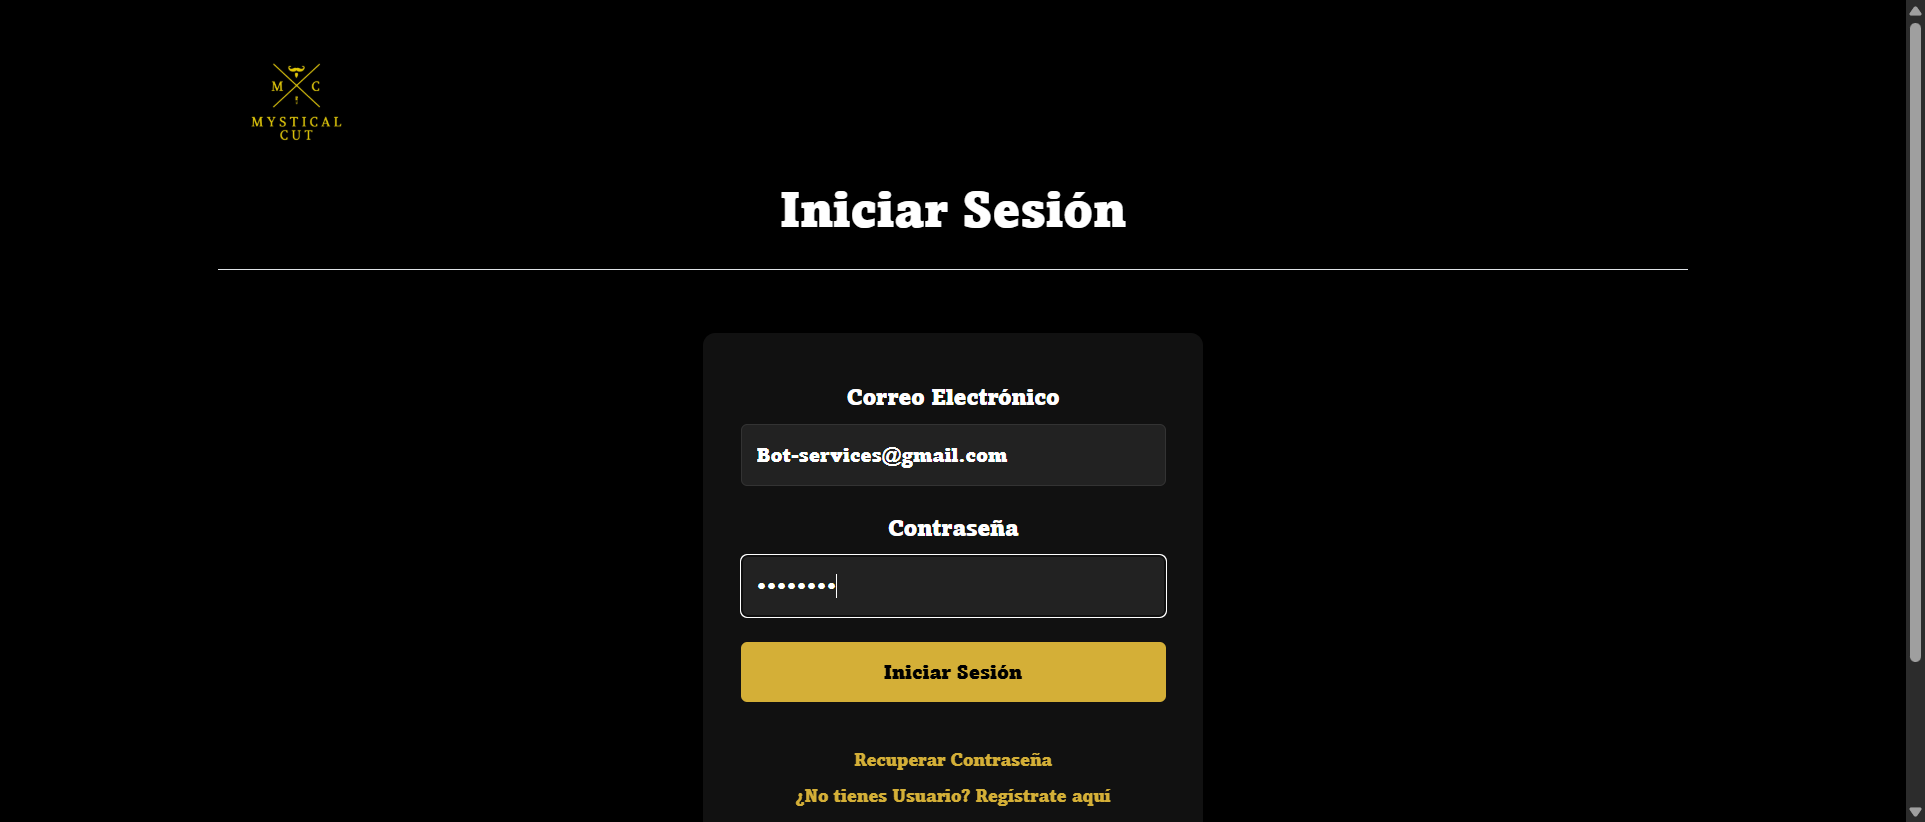 M C
MYSTICAL
CUT
Iniciar Sesión
Correo Electrónico
Bot-services@gmail.com
Contraseña
••••••••
Iniciar Sesión
Recuperar Contraseña
¿No tienes Usuario? Regístrate aquí